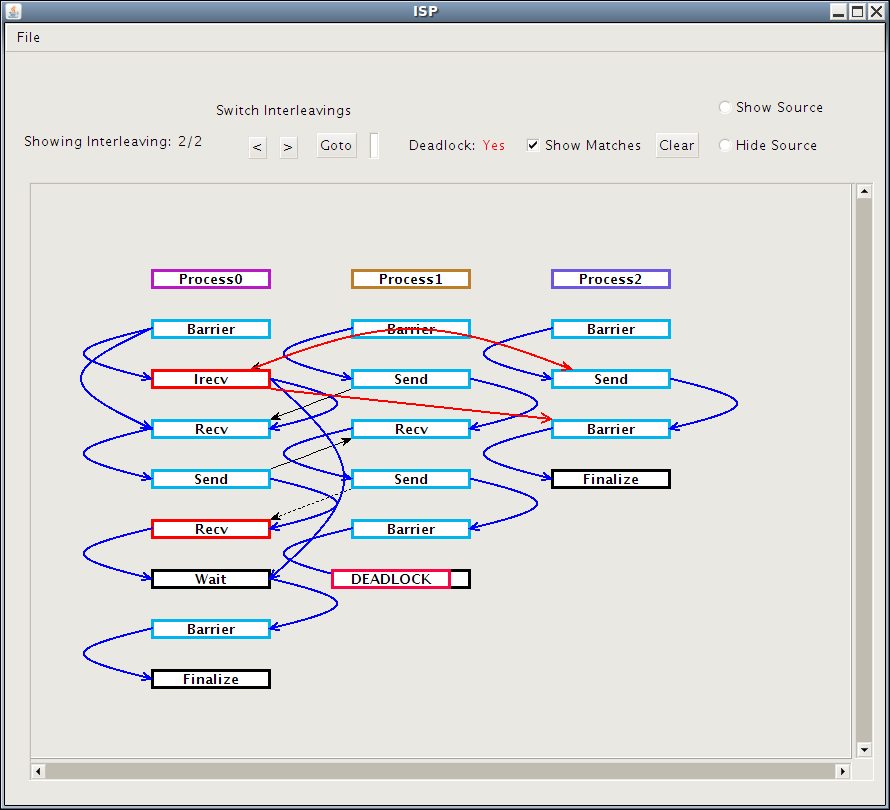 ISP
File
Switch Interleavings
Show Source
Showing Interleaving: 2/2
<
>
Goto
Deadlock: Yes
Show Matches
Clear
Hide Source
Process0 Process1 Process2
Barrier Barrier Barrier
Irecv Send Send
Recv Recv Barrier
Send Send Finalize
Recv Barrier
Wait DEADLOCK
Barrier
Finalize